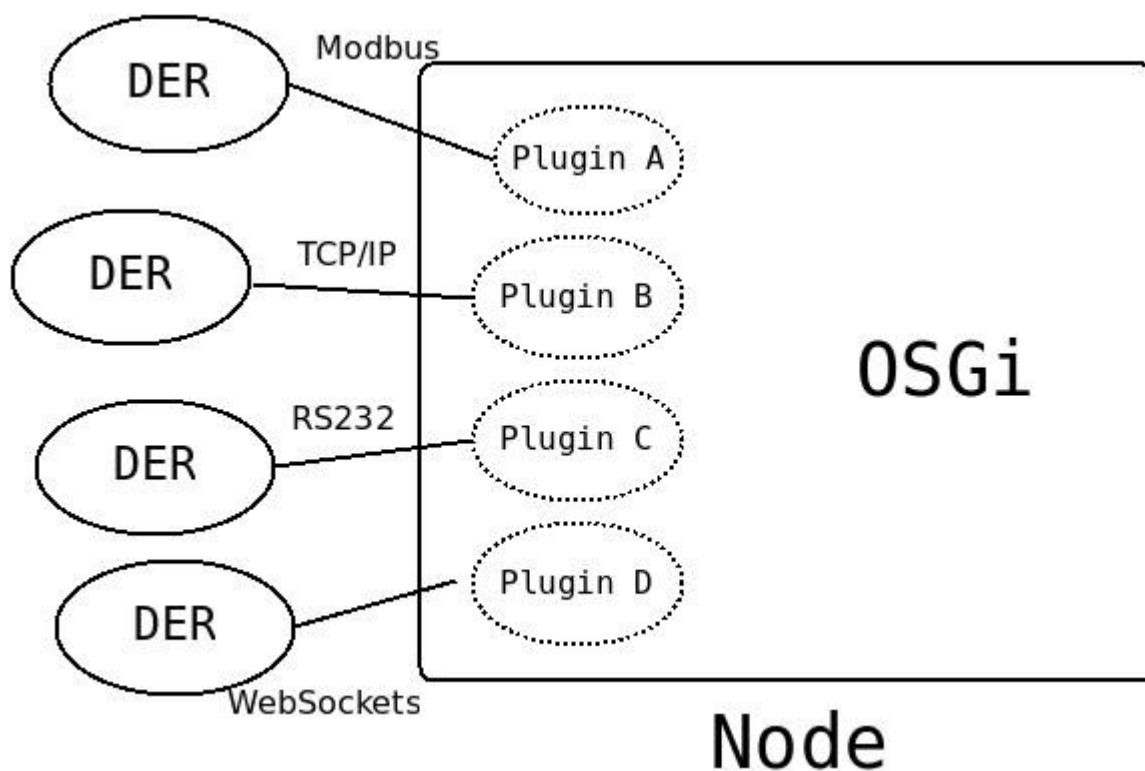 Modbus
DER
Plugin A
TCP/IP
DER
Plugin B
OSGi
RS232
DER
Plugin C
DER
Plugin D
WebSockets
Node